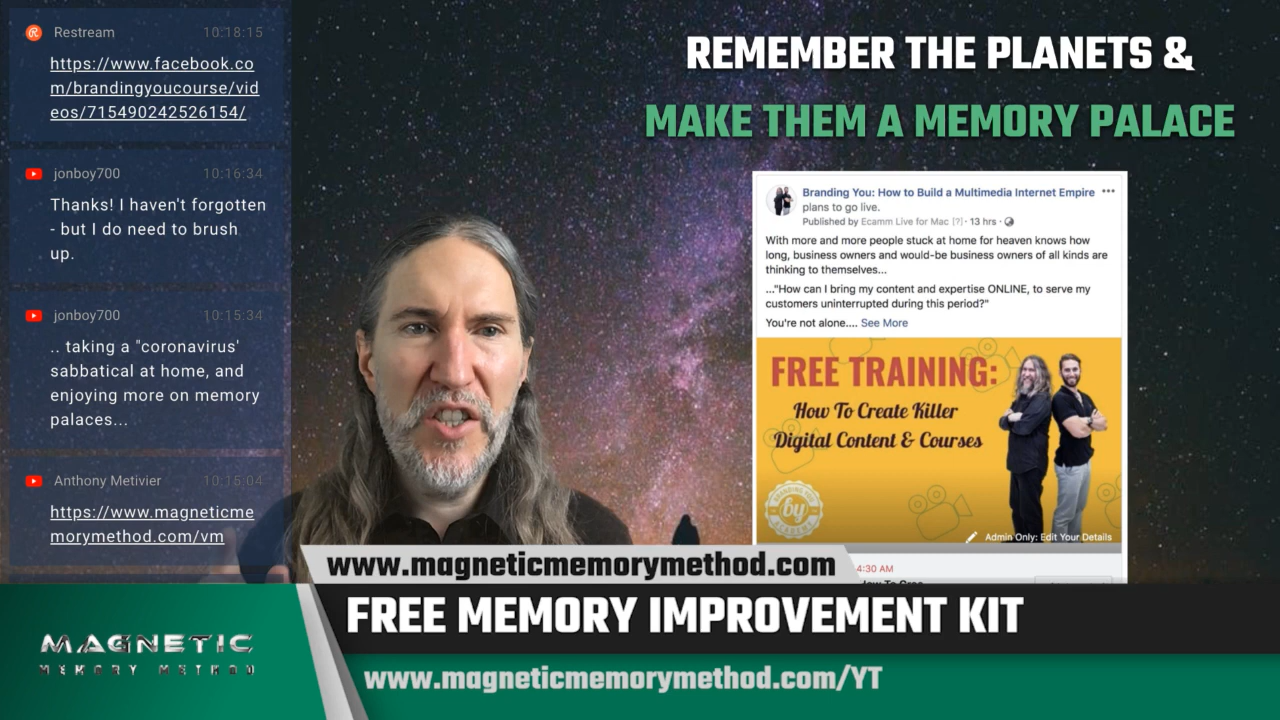 Restream 10:18:15
https://www.facebook.co
m/brandingyoucourse/vid
eos/715490242526154/
jonboy700 10:16:34
Thanks! I haven't forgotten
- but I do need to brush
up.
jonboy700 10:15:34
.. taking a "coronavirus'
sabbatical at home, and
enjoying more on memory
palaces...
Anthony Metivier 10:15:04
https://www.magneticme
morymethod.com/vm
REMEMBER THE PLANETS &
MAKE THEM A MEMORY PALACE
Branding You: How to Build a Multimedia Internet Empire
plans to go live.
Published by Ecamm Live for Mac [?] · 13 hrs ·
With more and more people stuck at home for heaven knows how
long, business owners and would-be business owners of all kinds are
thinking to themselves...
..."How can I bring my content and expertise ONLINE, to serve my
customers uninterrupted during this period?"
You're not alone.... See More
FREE TRAINING:
How To Create Killer
Digital Content & Courses
by
Admin Only: Edit Your Details
4:30 AM
www.magneticmemorymethod.com
FREE MEMORY IMPROVEMENT KIT
www.magneticmemorymethod.com/YT
MAGNETIC
MEMORY METHOD